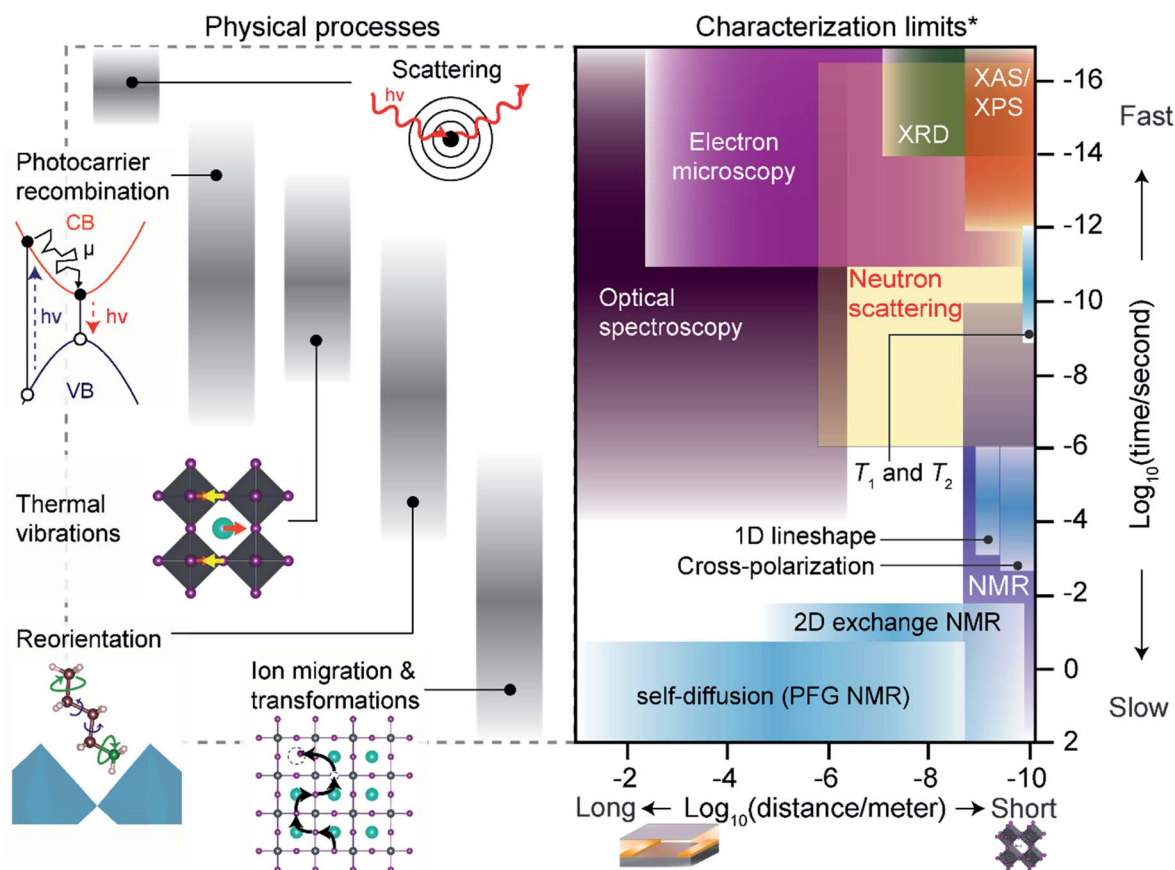 Physical processes
Scattering
hν
Photocarrier
recombination
CB
μ
hν
hν
VB
Thermal
vibrations
Reorientation
Ion migration &
transformations
Characterization limits*
XAS/
XPS
XRD
Electron
microscopy
Neutron
scattering
Optical
spectroscopy
T1 and T2
1D lineshape
Cross-polarization
NMR
2D exchange NMR
self-diffusion (PFG NMR)
-16
-14
-12
-10
-8
-6
-4
-2
0
2
Fast
Log10(time/second)
Slow
-2
-4
-6
-8
-10
Long
Log10(distance/meter)
Short